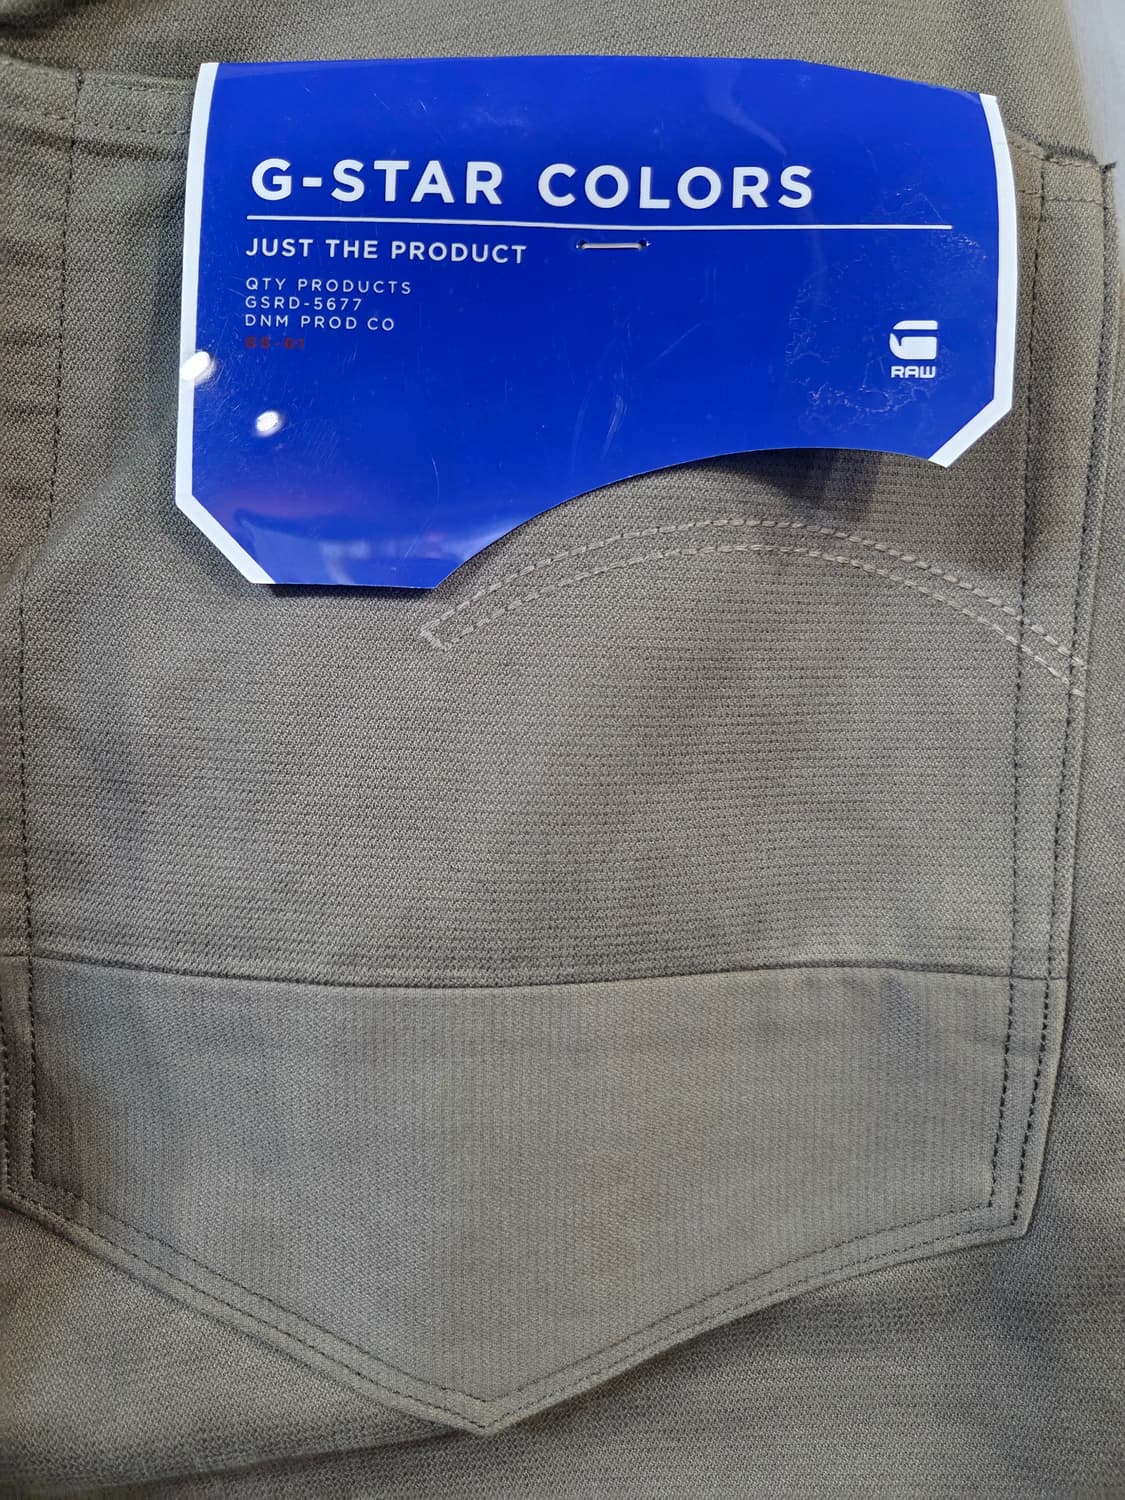 G-STAR COLORS
JUST THE PRODUCT
QTY PRODUCTS
GSRD-5677
DNM PROD CO
RAW